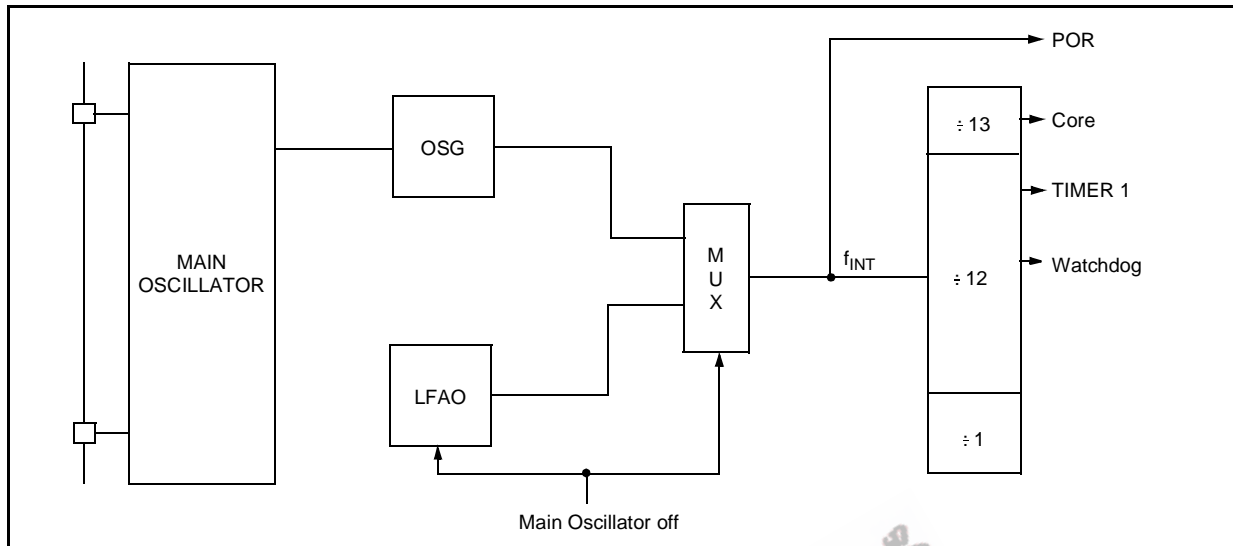 POR
÷ 13
Core
OSG
TIMER 1
MAIN
OSCILLATOR
M
U
X
fINT
÷ 12
Watchdog
LFAO
÷ 1
Main Oscillator off